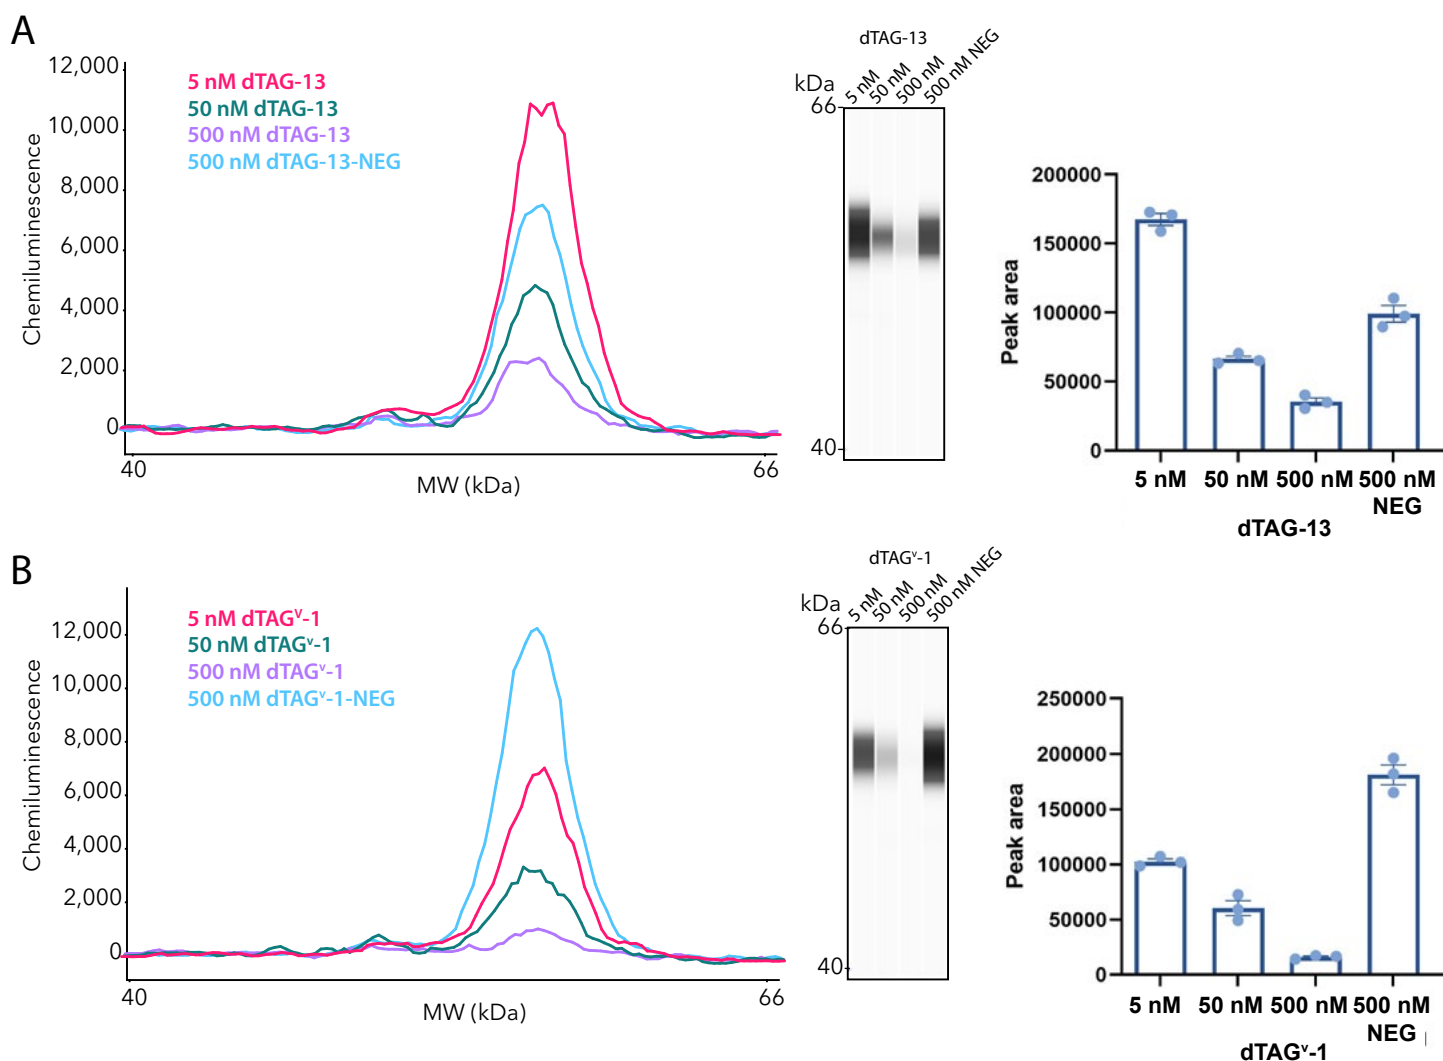 A
12,000
10,000
8,000
6,000
4,000
2,000
0
Chemiluminescence
5 nM dTAG-13
50 nM dTAG-13
500 nM dTAG-13
500 nM dTAG-13-NEG
40
66
MW (kDa)
dTAG-13
kDa
5 nM
50 nM
500 nM
500 nM NEG
66
40
200000
150000
100000
50000
0
Peak area
5 nM 50 nM 500 nM 500 nM
NEG
dTAG-13
B
12,000
10,000
8,000
6,000
4,000
2,000
0
Chemiluminescence
5 nM dTAGⱽ-1
50 nM dTAGᵛ-1
500 nM dTAGᵛ-1
500 nM dTAGᵛ-1-NEG
40
66
MW (kDa)
dTAGᵛ-1
kDa
5 nM
50 nM
500 nM
500 nM NEG
66
40
250000
200000
150000
100000
50000
0
Peak area
5 nM 50 nM 500 nM 500 nM
NEG
dTAGᵛ-1